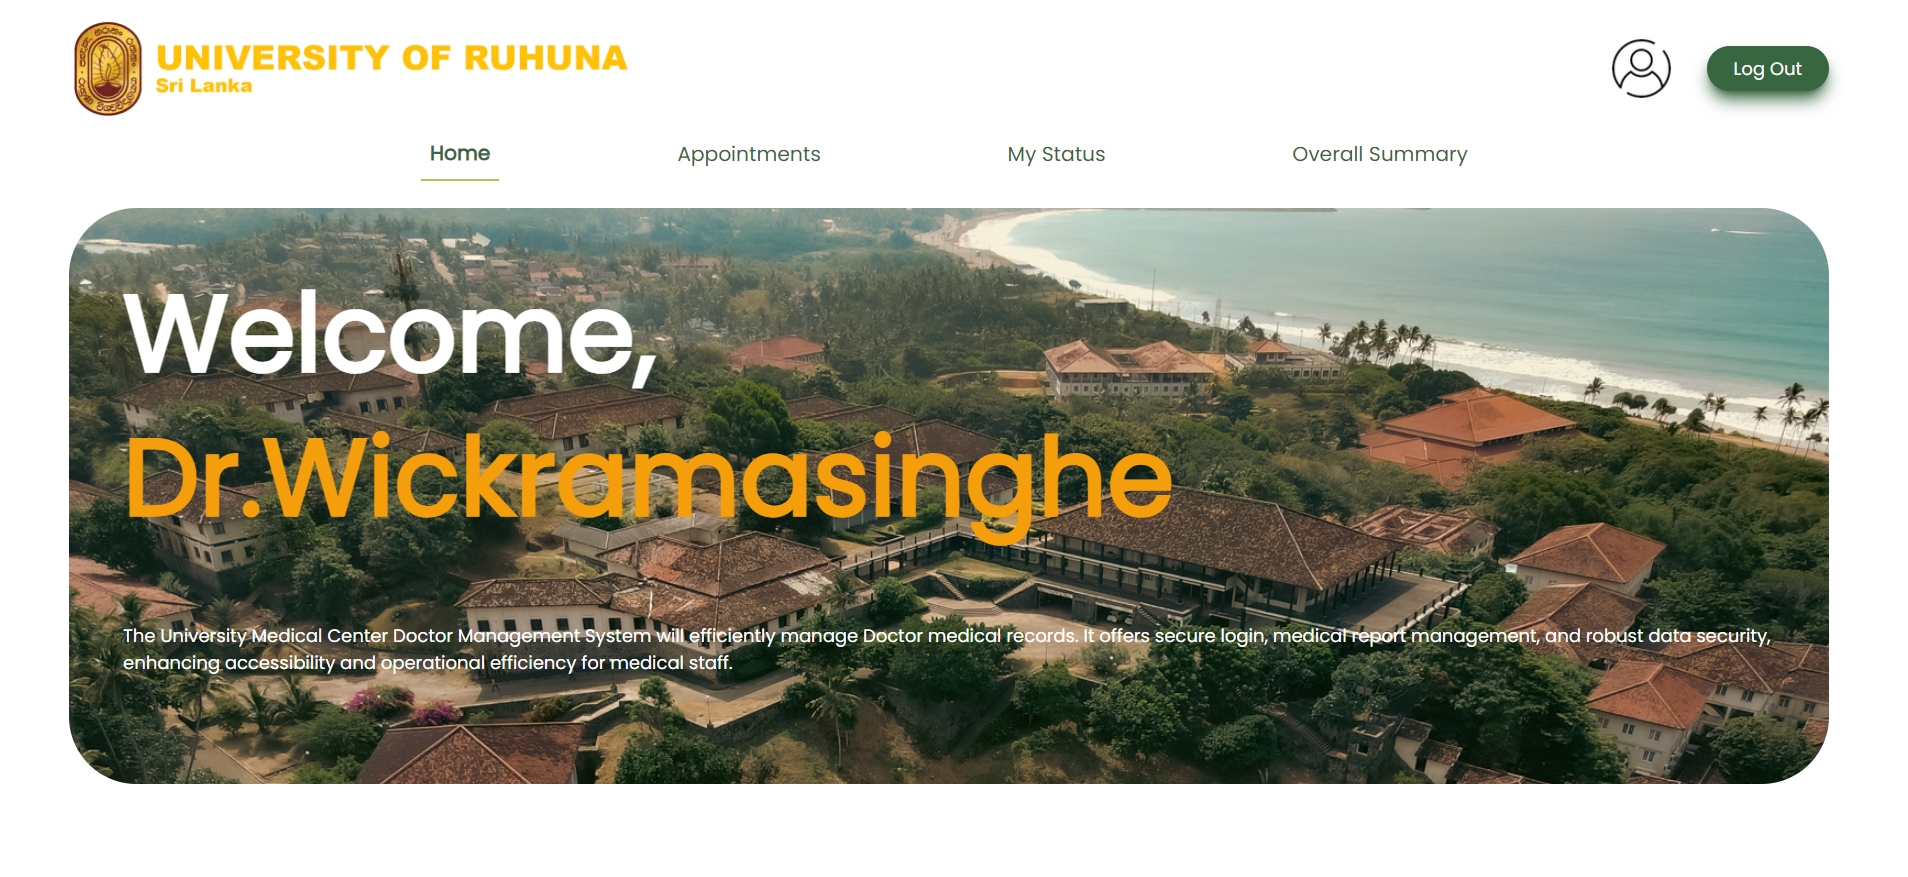 UNIVERSITY OF RUHUNA
Sri Lanka
Log Out
Home
Appointments
My Status
Overall Summary
Welcome,
Dr.Wickramasinghe
The University Medical Center Doctor Management System will efficiently manage Doctor medical records. It offers secure login, medical report management, and robust data security,
enhancing accessibility and operational efficiency for medical staff.